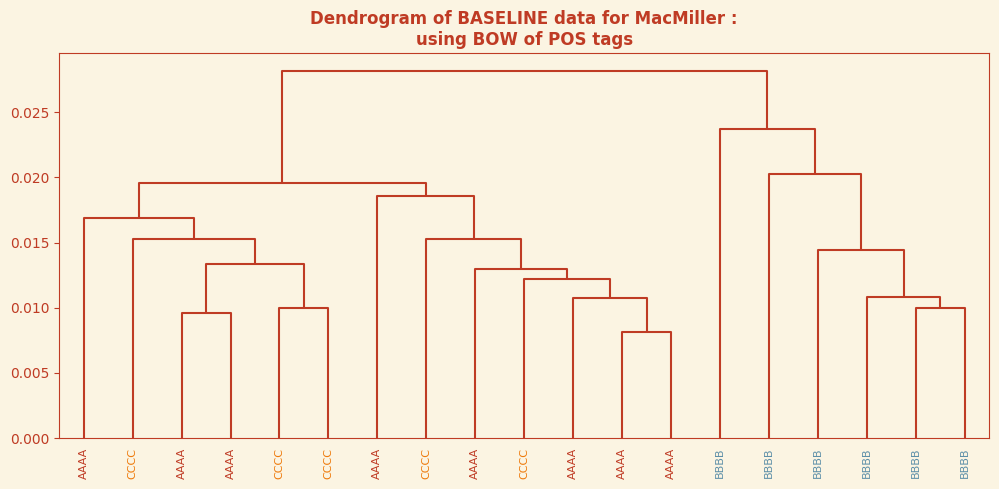 Dendrogram of BASELINE data for MacMiller :
using BOW of POS tags
0.025
0.020
0.015
0.010
0.005
0.000
AAAA
CCCC
AAAA
AAAA
CCCC
CCCC
AAAA
CCCC
AAAA
CCCC
AAAA
AAAA
AAAA
BBBB
BBBB
BBBB
BBBB
BBBB
BBBB